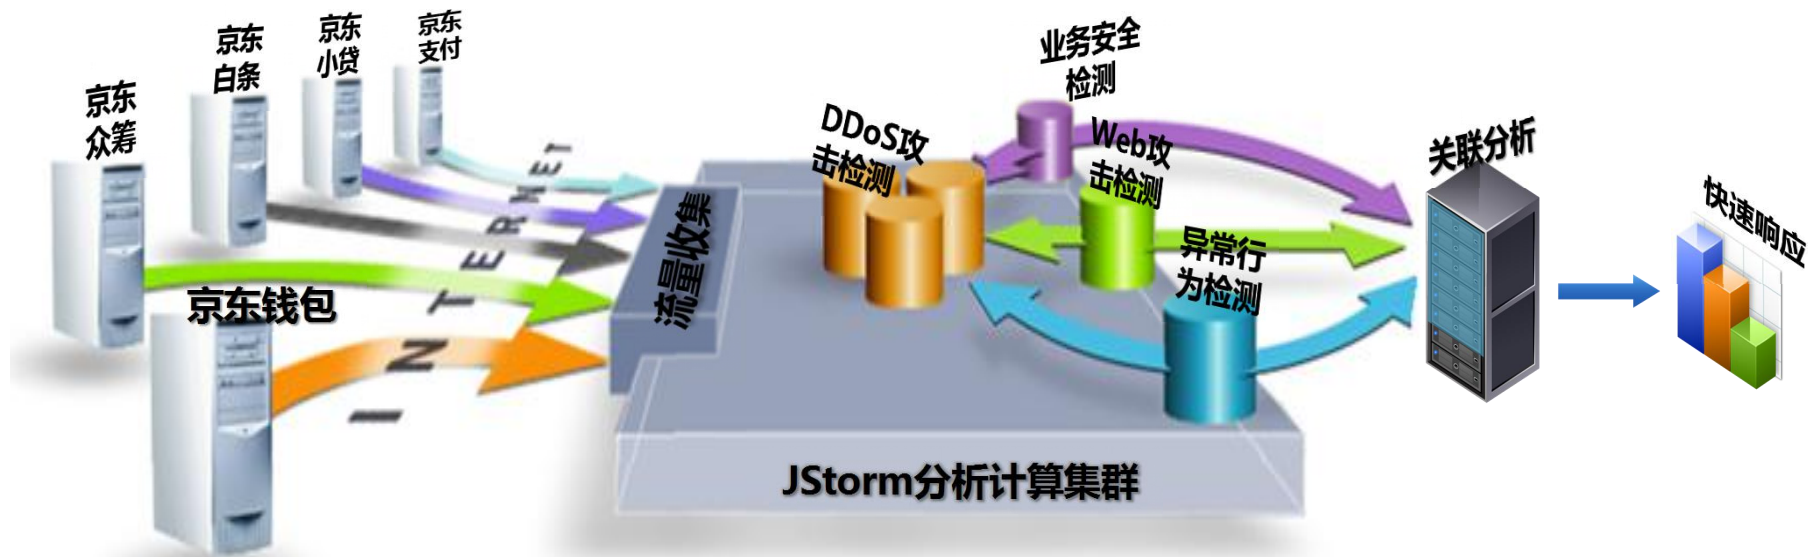 京东
众筹
京东
白条
京东
小贷
京东
支付
京东钱包
INTERNET
流量收集
DDoS攻
击检测
业务安全
检测
Web攻
击检测
异常行
为检测
JStorm分析计算集群
关联分析
快速响应